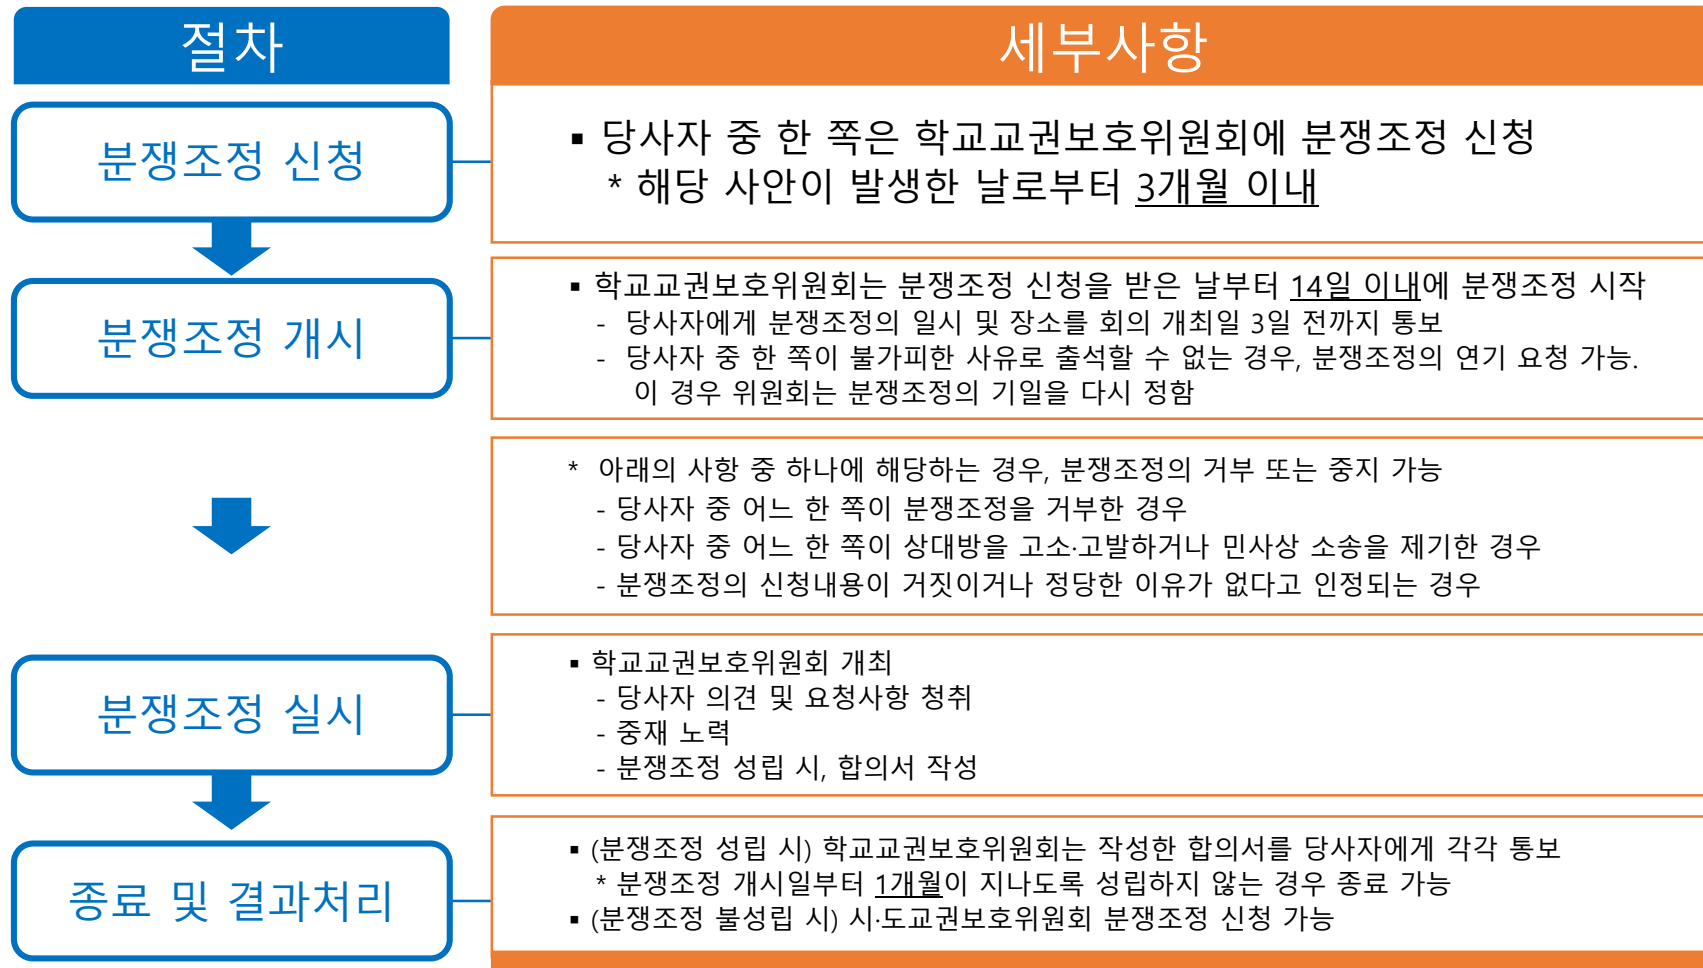 절차
세부사항
분쟁조정 신청
▪ 당사자 중 한 쪽은 학교교권보호위원회에 분쟁조정 신청
* 해당 사안이 발생한 날로부터 3개월 이내
분쟁조정 개시
▪ 학교교권보호위원회는 분쟁조정 신청을 받은 날부터 14일 이내에 분쟁조정 시작
- 당사자에게 분쟁조정의 일시 및 장소를 회의 개최일 3일 전까지 통보
- 당사자 중 한 쪽이 불가피한 사유로 출석할 수 없는 경우, 분쟁조정의 연기 요청 가능.
이 경우 위원회는 분쟁조정의 기일을 다시 정함
* 아래의 사항 중 하나에 해당하는 경우, 분쟁조정의 거부 또는 중지 가능
- 당사자 중 어느 한 쪽이 분쟁조정을 거부한 경우
- 당사자 중 어느 한 쪽이 상대방을 고소·고발하거나 민사상 소송을 제기한 경우
- 분쟁조정의 신청내용이 거짓이거나 정당한 이유가 없다고 인정되는 경우
분쟁조정 실시
▪ 학교교권보호위원회 개최
- 당사자 의견 및 요청사항 청취
- 중재 노력
- 분쟁조정 성립 시, 합의서 작성
종료 및 결과처리
▪ (분쟁조정 성립 시) 학교교권보호위원회는 작성한 합의서를 당사자에게 각각 통보
* 분쟁조정 개시일부터 1개월이 지나도록 성립하지 않는 경우 종료 가능
▪ (분쟁조정 불성립 시) 시·도교권보호위원회 분쟁조정 신청 가능